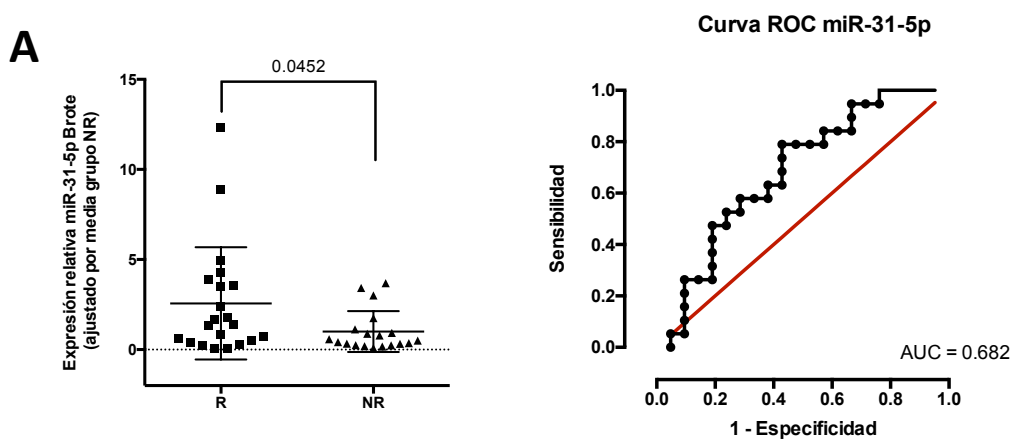 A
0.0452
Expresión relativa miR-31-5p Brote
(ajustado por media grupo NR)
15
10
5
0
R
NR
Curva ROC miR-31-5p
Sensibilidad
1.0
0.8
0.6
0.4
0.2
0.0
AUC = 0.682
0.0
0.2
0.4
0.6
0.8
1.0
1 - Especificidad